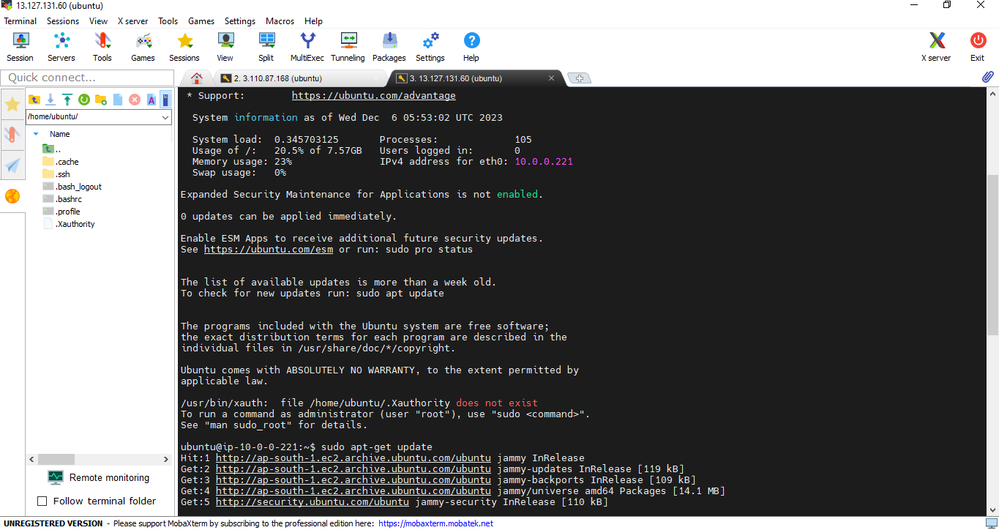 13.127.131.60 (ubuntu)
Terminal Sessions View X server Tools Games Settings Macros Help
Session Servers Tools Games Sessions View Split MultiExec Tunneling Packages Settings Help X server Exit
Quick connect...
2. 3.110.87.168 (ubuntu)
3. 13.127.131.60 (ubuntu)
/home/ubuntu/
Name
..
.cache
.ssh
.bash_logout
.bashrc
.profile
.Xauthority
Remote monitoring
Follow terminal folder
* Support: https://ubuntu.com/advantage
System information as of Wed Dec 6 05:53:02 UTC 2023
System load: 0.345703125 Processes: 105
Usage of /: 20.5% of 7.57GB Users logged in: 0
Memory usage: 23% IPv4 address for eth0: 10.0.0.221
Swap usage: 0%
Expanded Security Maintenance for Applications is not enabled.
0 updates can be applied immediately.
Enable ESM Apps to receive additional future security updates.
See https://ubuntu.com/esm or run: sudo pro status
The list of available updates is more than a week old.
To check for new updates run: sudo apt update
The programs included with the Ubuntu system are free software;
the exact distribution terms for each program are described in the
individual files in /usr/share/doc/*/copyright.
Ubuntu comes with ABSOLUTELY NO WARRANTY, to the extent permitted by
applicable law.
/usr/bin/xauth:  file /home/ubuntu/.Xauthority does not exist
To run a command as administrator (user "root"), use "sudo <command>".
See "man sudo_root" for details.
ubuntu@ip-10-0-0-221:~$ sudo apt-get update
Hit:1 http://ap-south-1.ec2.archive.ubuntu.com/ubuntu jammy InRelease
Get:2 http://ap-south-1.ec2.archive.ubuntu.com/ubuntu jammy-updates InRelease [119 kB]
Get:3 http://ap-south-1.ec2.archive.ubuntu.com/ubuntu jammy-backports InRelease [109 kB]
Get:4 http://ap-south-1.ec2.archive.ubuntu.com/ubuntu jammy/universe amd64 Packages [14.1 MB]
Get:5 http://security.ubuntu.com/ubuntu jammy-security InRelease [110 kB]
UNREGISTERED VERSION - Please support MobaXterm by subscribing to the professional edition here: https://mobaxterm.mobatek.net